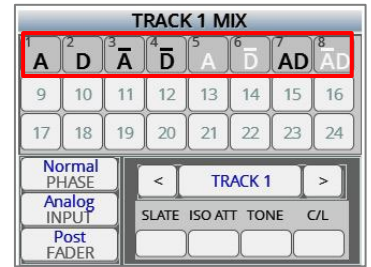 TRACK 1 MIX
1 A 2 D 3 A̅ 4 D̅ 5 A 6 D̅ 7 AD 8 A̅D̅
9 10 11 12 13 14 15 16
17 18 19 20 21 22 23 24
Normal
PHASE
< TRACK 1 >
Analog
INPUT
SLATE ISO ATT TONE C/L
Post
FADER